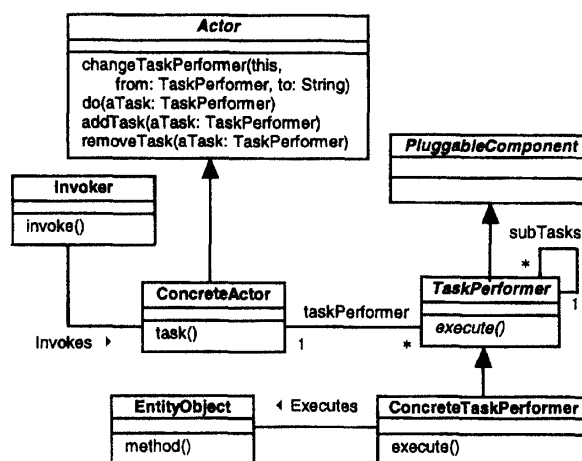 Actor
changeTaskPerformer(this,
from: TaskPerformer, to: String)
do(aTask: TaskPerformer)
addTask(aTask: TaskPerformer)
removeTask(aTask: TaskPerformer)
PluggableComponent
Invoker
invoke()
subTasks
*
1
ConcreteActor
task()
taskPerformer
1
*
TaskPerformer
execute()
Invokes
EntityObject
method()
Executes
ConcreteTaskPerformer
execute()